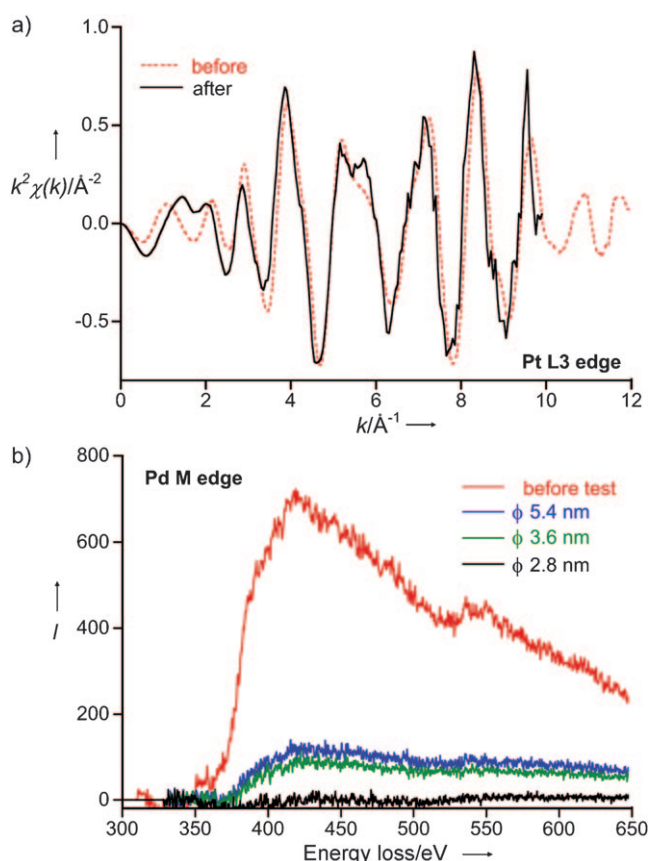 a)
1.0
before
after
0.5
k²χ(k)/Å⁻²
0.0
-0.5
Pt L3 edge
0 2 4 6 8 10 12
k/Å⁻¹
b)
800
Pd M edge
before test
ϕ 5.4 nm
600
ϕ 3.6 nm
ϕ 2.8 nm
I
400
200
0
300 350 400 450 500 550 600 650
Energy loss/eV